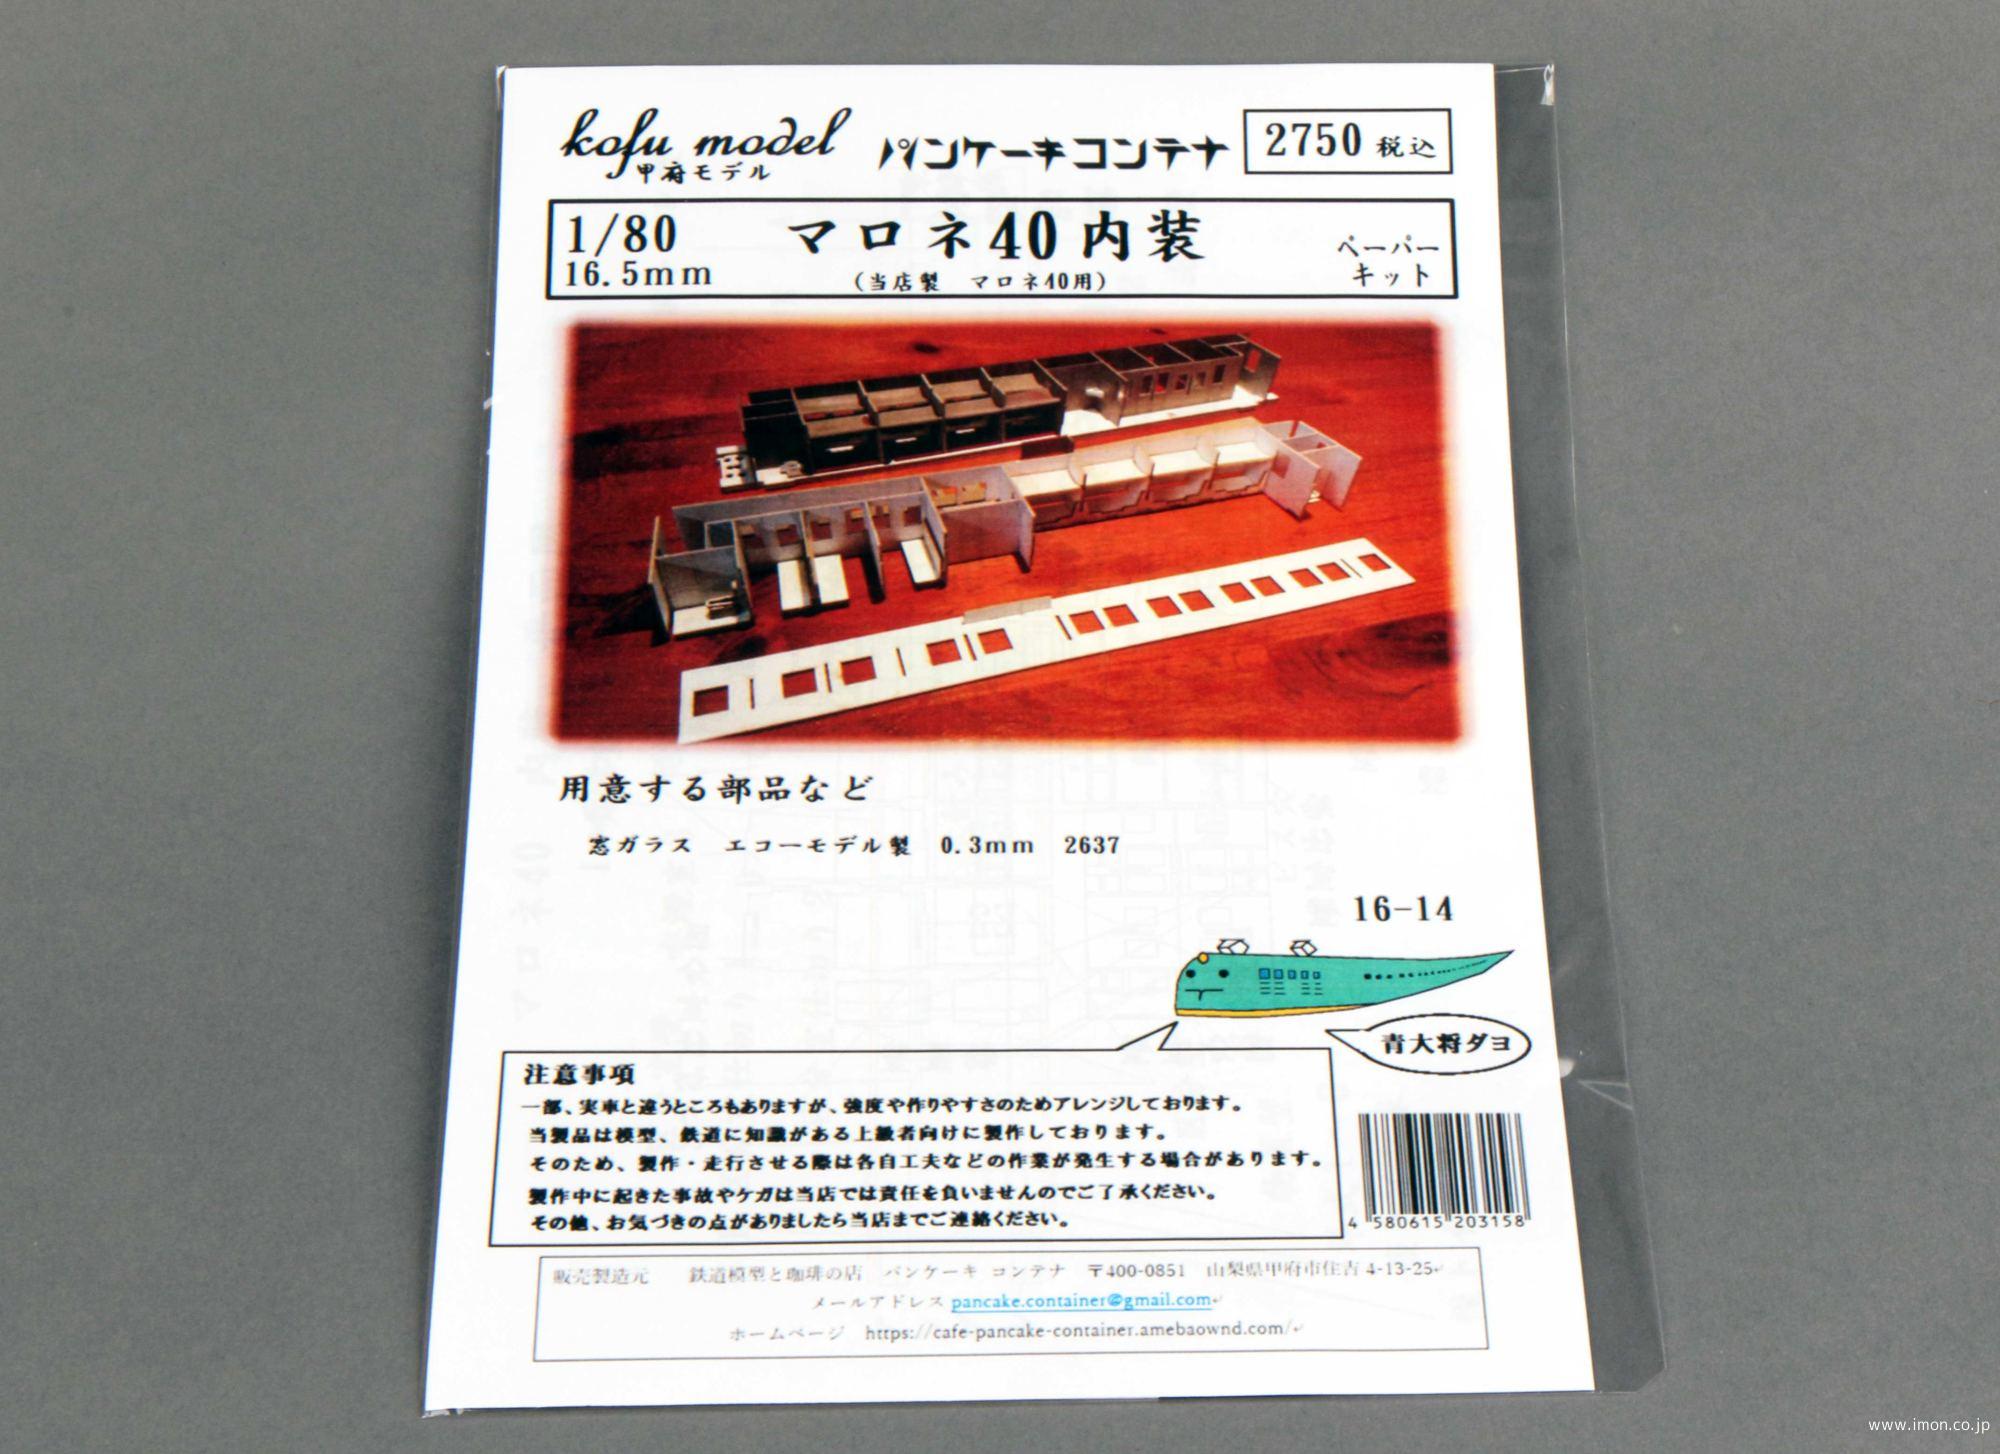 kofu model
甲府モデル
パンケーキコンテナ
2750 税込
1/80
16.5mm
マロネ40内装
(当店製 マロネ40用)
ペーパー
キット
用意する部品など
窓ガラス エコーモデル製 0.3mm 2637
16-14
青大将ダヨ
注意事項
一部、実車と違うところもありますが、強度や作りやすさのためアレンジしております。
当製品は模型、鉄道に知識がある上級者向けに製作しております。
そのため、製作・走行させる際は各自工夫などの作業が発生する場合があります。
製作中に起きた事故やケガは当店では責任を負いませんのでご了承ください。
その他、お気づきの点がありましたら当店までご連絡ください。
4 580615 203158
販売製造元 鉄道模型と珈琲の店 パンケーキ コンテナ 〒400-0851 山梨県甲府市住吉 4-13-25
メールアドレス pancake.container@gmail.com
ホームページ https://cafe-pancake-container.amebaownd.com/
www.imon.co.jp